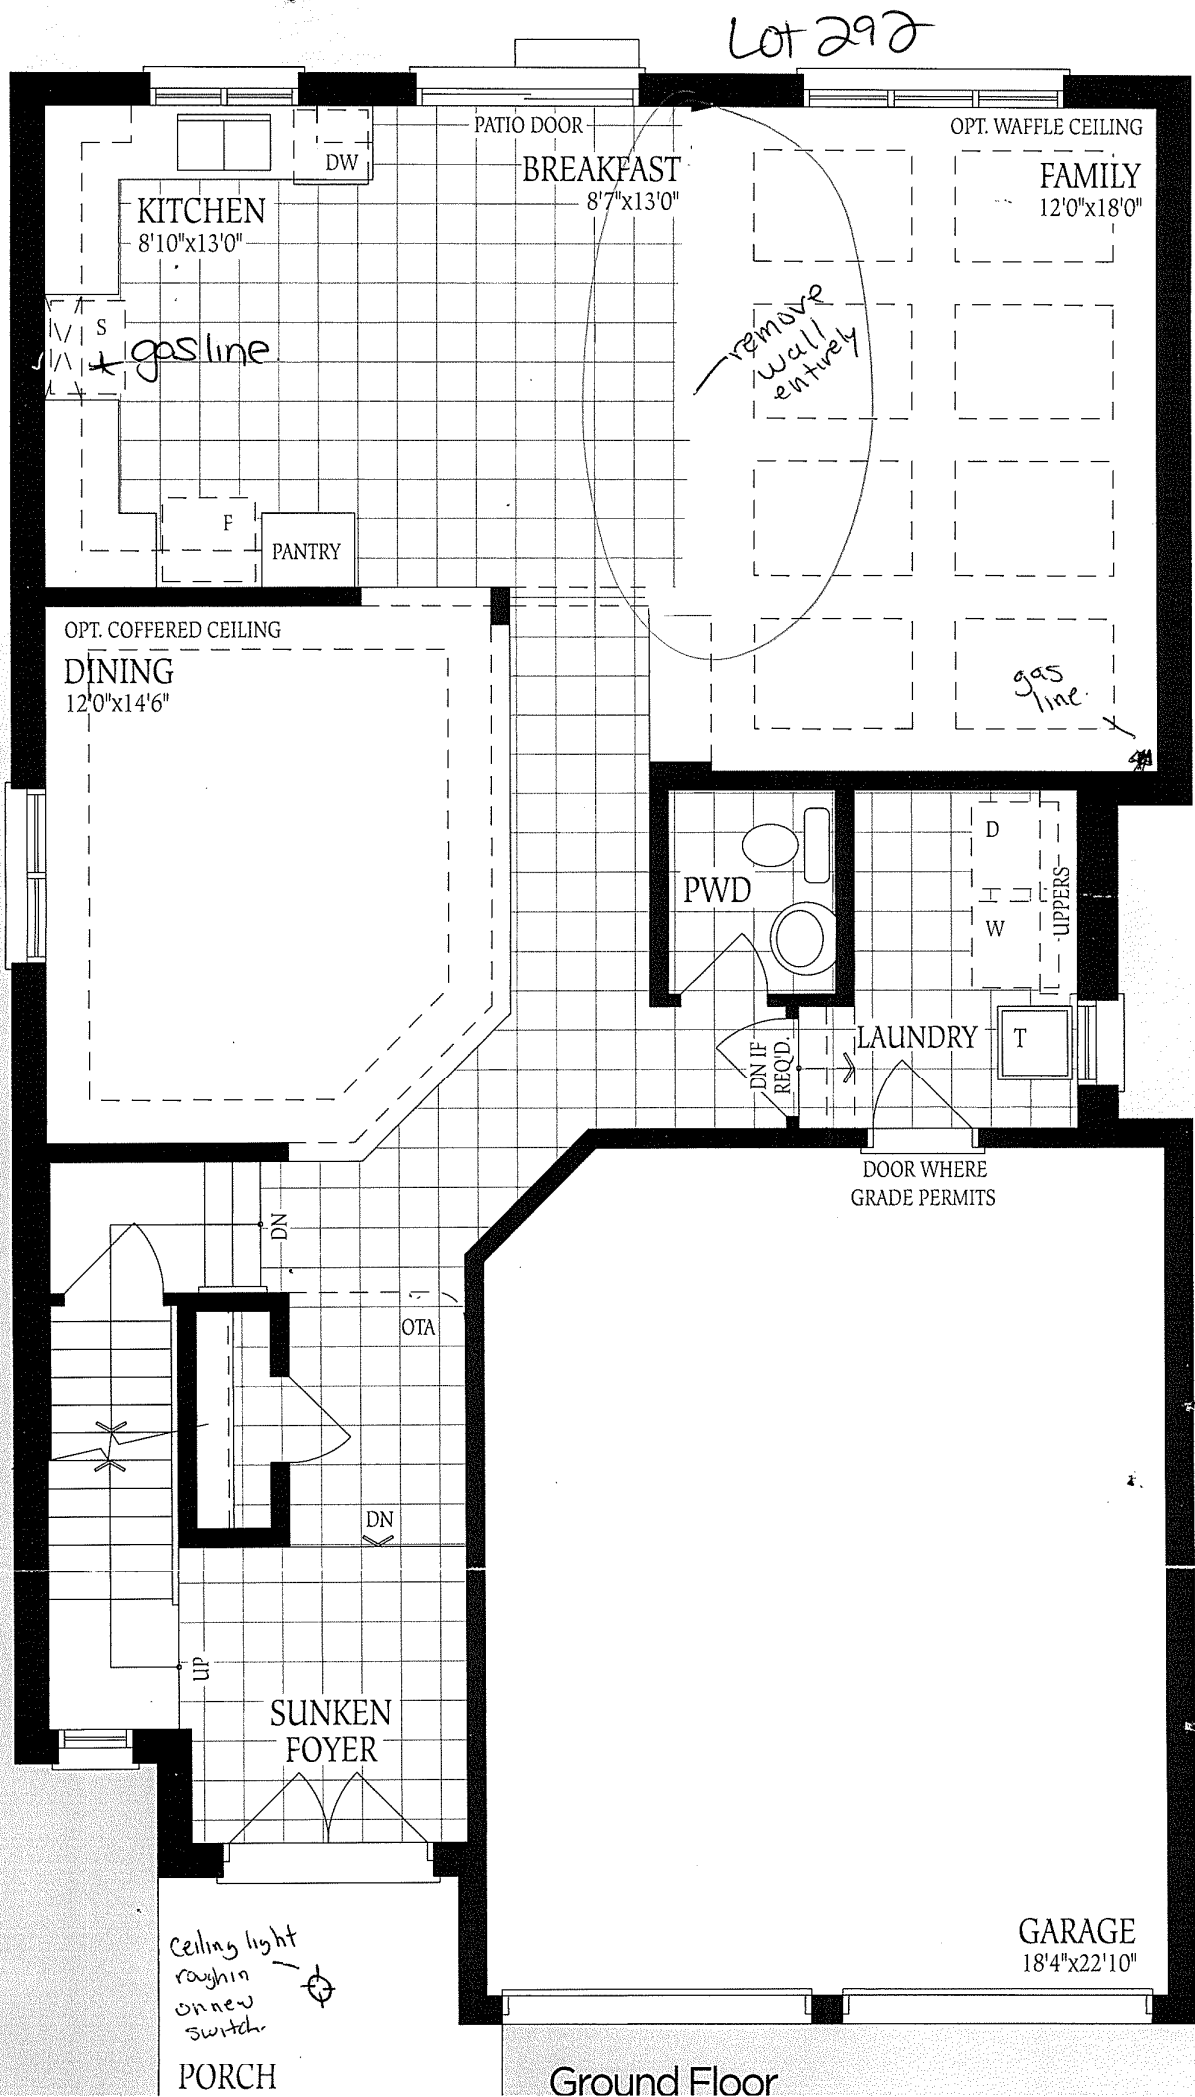 Lot 292
PATIO DOOR
OPT. WAFFLE CEILING
DW
BREAKFAST
8'7"x13'0"
FAMILY
12'0"x18'0"
KITCHEN
8'10"x13'0"
S
gas line
remove
wall
entirely
F
PANTRY
OPT. COFFERED CEILING
DINING
12'0"x14'6"
gas
line
PWD
D
W
UPPERS
LAUNDRY
T
DN IF
REQ'D.
DOOR WHERE
GRADE PERMITS
DN
OTA
DN
UP
SUNKEN
FOYER
GARAGE
18'4"x22'10"
Ceiling light
roughin
on new
switch.
PORCH
Ground Floor